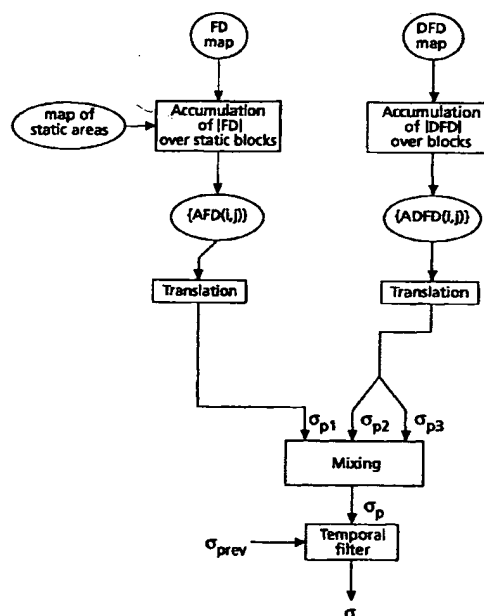 FD
map
DFD
map
map of
static areas
Accumulation
of |FD|
over static blocks
Accumulation
of |DFD|
over blocks
{AFD(i,j)}
{ADFD(i,j)}
Translation
Translation
σp1
σp2
σp3
Mixing
σp
σprev
Temporal
filter
σ